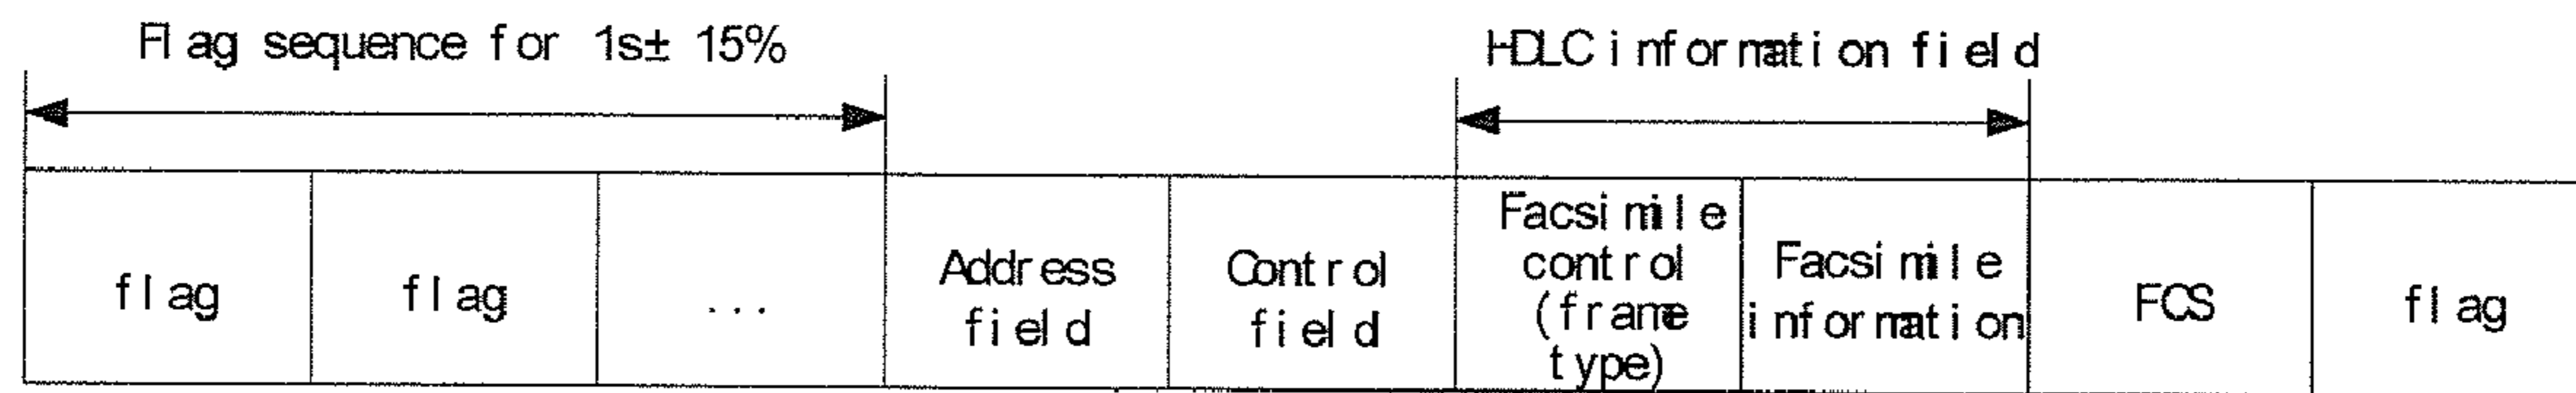 Flag sequence for 1s± 15%
HDLC information field
flag
flag
...
Address
field
Control
field
Facsimile
control
(frame
type)
Facsimile
information
FCS
flag